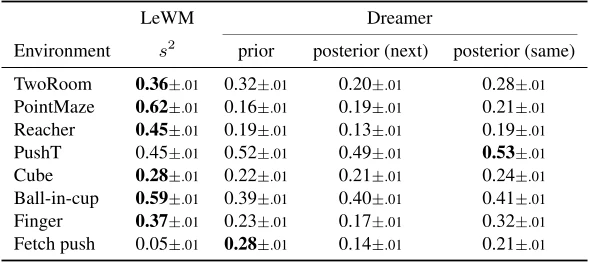 LeWM Dreamer
Environment s² prior posterior (next) posterior (same)
TwoRoom 0.36±.01 0.32±.01 0.20±.01 0.28±.01
PointMaze 0.62±.01 0.16±.01 0.19±.01 0.21±.01
Reacher 0.45±.01 0.19±.01 0.13±.01 0.19±.01
PushT 0.45±.01 0.52±.01 0.49±.01 0.53±.01
Cube 0.28±.01 0.22±.01 0.21±.01 0.24±.01
Ball-in-cup 0.59±.01 0.39±.01 0.40±.01 0.41±.01
Finger 0.37±.01 0.23±.01 0.17±.01 0.32±.01
Fetch push 0.05±.01 0.28±.01 0.14±.01 0.21±.01